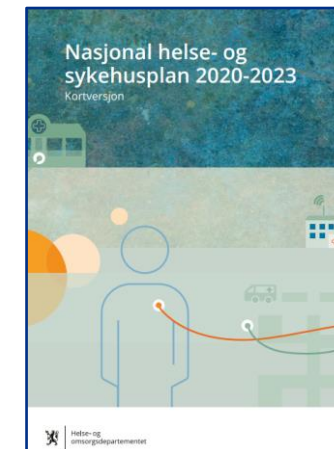 Nasjonal helse- og
sykehusplan 2020-2023
Kortversjon
Helse- og
omsorgsdepartementet